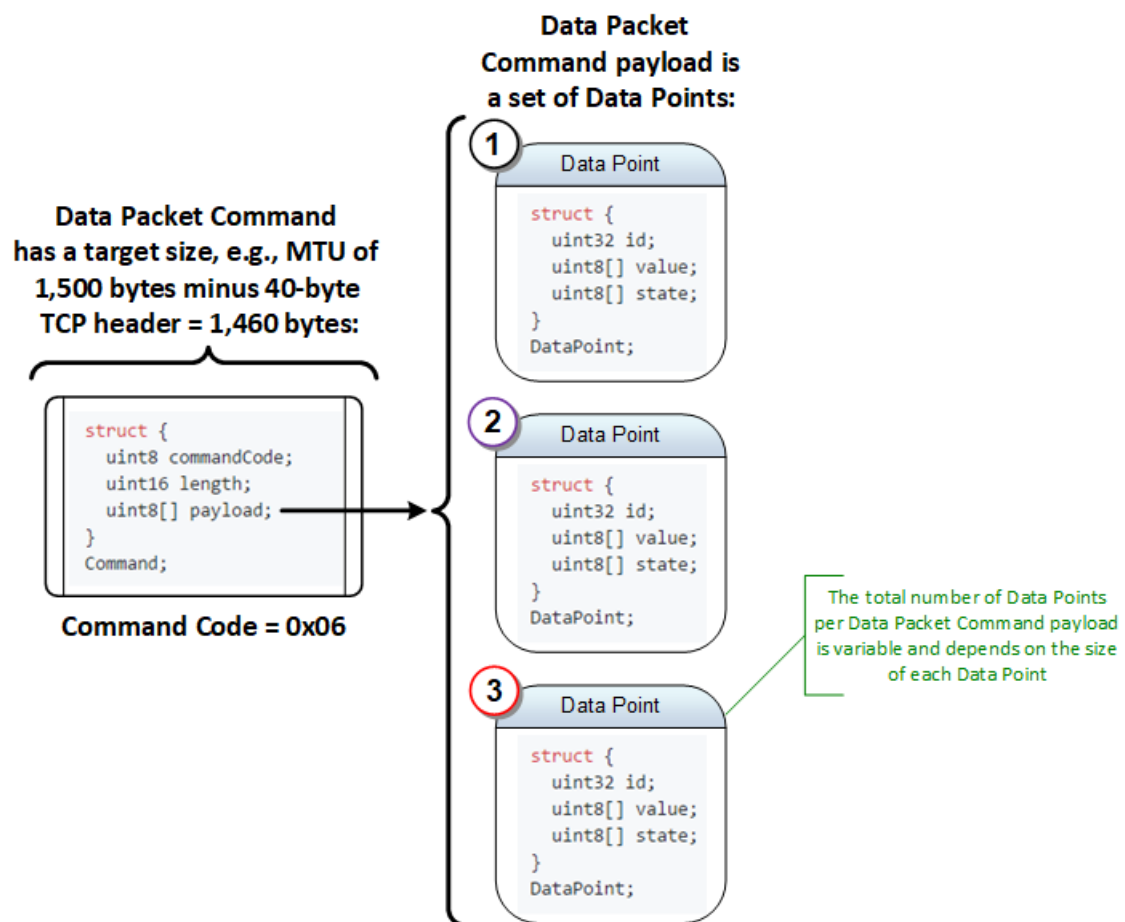 Data Packet
Command payload is
a set of Data Points:
1
Data Point
struct {
uint32 id;
uint8[] value;
uint8[] state;
}
DataPoint;
Data Packet Command
has a target size, e.g., MTU of
1,500 bytes minus 40-byte
TCP header = 1,460 bytes:
struct {
uint8 commandCode;
uint16 length;
uint8[] payload;
}
Command;
Command Code = 0x06
2
Data Point
struct {
uint32 id;
uint8[] value;
uint8[] state;
}
DataPoint;
The total number of Data Points
per Data Packet Command payload
is variable and depends on the size
of each Data Point
3
Data Point
struct {
uint32 id;
uint8[] value;
uint8[] state;
}
DataPoint;